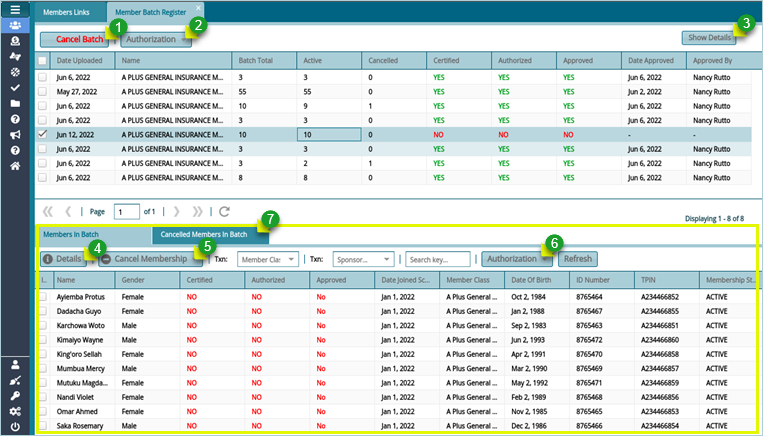 Members Links Member Batch Register ×
1 2 3
Cancel Batch Authorization Show Details
Date Uploaded Name Batch Total Active Cancelled Certified Authorized Approved Date Approved Approved By
Jun 6, 2022 A PLUS GENERAL INSURANCE M... 3 3 0 YES YES YES Jun 6, 2022 Nancy Rutto
May 27, 2022 A PLUS GENERAL INSURANCE M... 55 55 0 YES YES YES Jun 2, 2022 Nancy Rutto
Jun 6, 2022 A PLUS GENERAL INSURANCE M... 10 9 1 YES YES YES Jun 6, 2022 Nancy Rutto
Jun 6, 2022 A PLUS GENERAL INSURANCE M... 10 10 0 YES YES YES Jun 6, 2022 Nancy Rutto
Jun 12, 2022 A PLUS GENERAL INSURANCE M... 10 10 0 NO NO NO - -
Jun 6, 2022 A PLUS GENERAL INSURANCE M... 3 3 0 YES YES YES Jun 6, 2022 Nancy Rutto
Jun 6, 2022 A PLUS GENERAL INSURANCE M... 3 2 1 YES YES YES Jun 6, 2022 Nancy Rutto
Jun 6, 2022 A PLUS GENERAL INSURANCE M... 8 8 0 YES YES YES Jun 6, 2022 Nancy Rutto
Page 1 of 1 Displaying 1 - 8 of 8
7
Members In Batch Cancelled Members In Batch
4 5 6
Details Cancel Membership Txn: Member Cla: Txn: Sponsor... Search key... Authorization Refresh
I.. Name Gender Certified Authorized Approved Date Joined Sc... Member Class Date Of Birth ID Number TPIN Membership St...
Ayiemba Protus Female NO NO No Jan 1, 2022 A Plus General ... Oct 2, 1984 8765464 A234466852 ACTIVE
Dadacha Guyo Female NO NO No Jan 1, 2022 A Plus General ... Jan 9, 1988 8765467 A234466855 ACTIVE
Karchowa Woto Male NO NO No Jan 1, 2022 A Plus General ... Sep 2, 1983 8765463 A234466851 ACTIVE
Kimaiyo Wayne Male NO NO No Jan 1, 2022 A Plus General ... Jun 2, 1993 8765472 A234466860 ACTIVE
King'oro Sellah Female NO NO No Jan 1, 2022 A Plus General ... Apr 2, 1991 8765470 A234466858 ACTIVE
Mumbua Mercy Male NO NO No Jan 1, 2022 A Plus General ... Mar 2, 1990 8765469 A234466857 ACTIVE
Mutuku Magda... Female NO NO No Jan 1, 2022 A Plus General ... May 2, 1992 8765471 A234466859 ACTIVE
Nandi Violet Female NO NO No Jan 1, 2022 A Plus General ... Feb 2, 1989 8765468 A234466856 ACTIVE
Omar Ahmed Female NO NO No Jan 1, 2022 A Plus General ... Nov 2, 1985 8765465 A234466853 ACTIVE
Saka Rosemary Male NO NO No Jan 1, 2022 A Plus General ... Dec 2, 1986 8765466 A234466854 ACTIVE